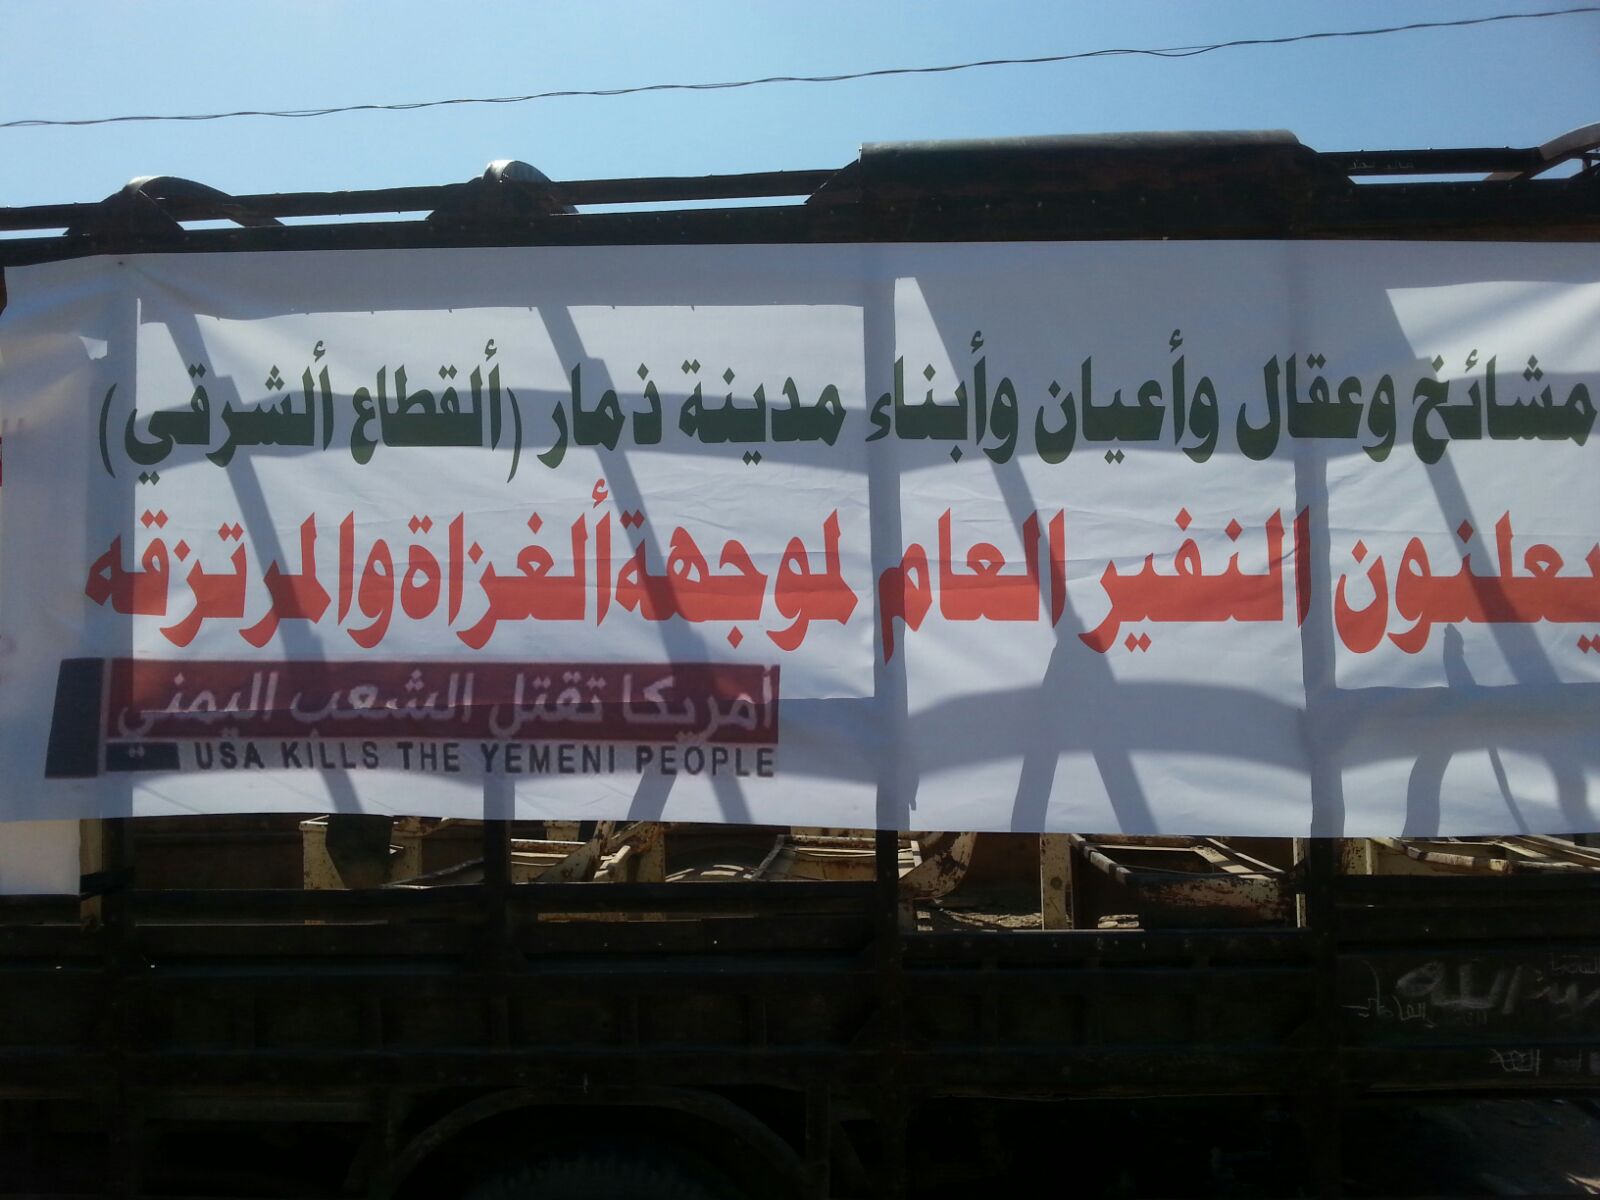 مشائخ وعقال وأعيان وأبناء مدينة ذمار (ألقطاع ألشرقي)
يعلنون النفير العام لموجهة ألغزاة والمرتزقه
امريكا تقتل الشعب اليمني
USA KILLS THE YEMENI PEOPLE